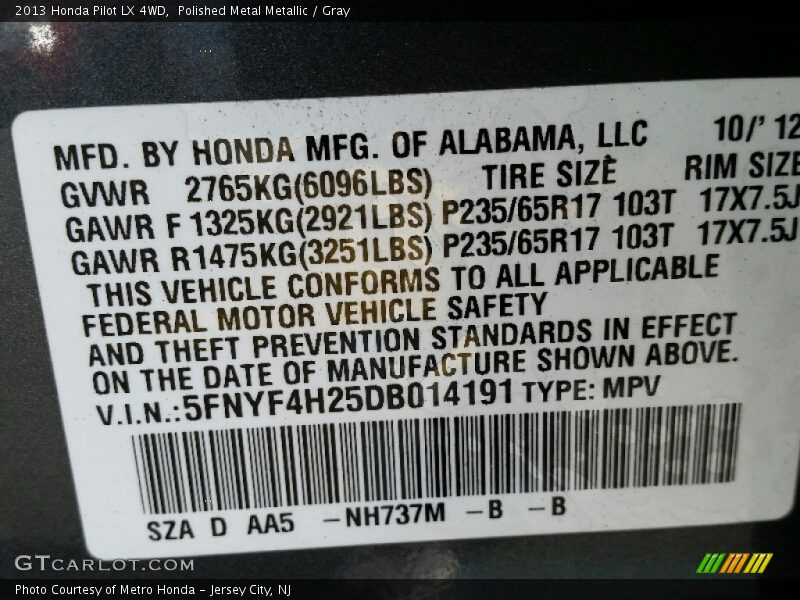 2013 Honda Pilot LX 4WD,  Polished Metal Metallic / Gray
MFD. BY HONDA MFG. OF ALABAMA, LLC 10/' 12
GVWR 2765KG(6096LBS) TIRE SIZE RIM SIZE
GAWR F 1325KG(2921LBS) P235/65R17 103T 17X7.5J
GAWR R1475KG(3251LBS) P235/65R17 103T 17X7.5J
THIS VEHICLE CONFORMS TO ALL APPLICABLE
FEDERAL MOTOR VEHICLE SAFETY
AND THEFT PREVENTION STANDARDS IN EFFECT
ON THE DATE OF MANUFACTURE SHOWN ABOVE.
V.I.N.:5FNYF4H25DB014191 TYPE: MPV
SZA D AA5 -NH737M -B -B
GTCARLOT.COM
Photo Courtesy of Metro Honda - Jersey City, NJ